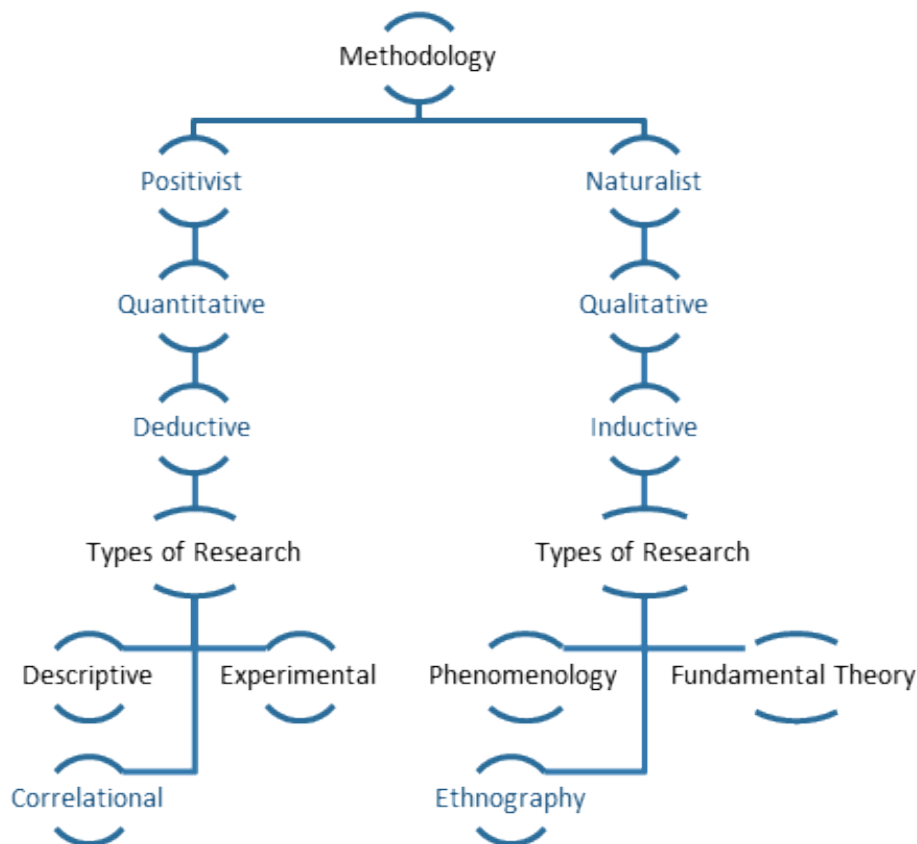 Methodology
Positivist
Naturalist
Quantitative
Qualitative
Deductive
Inductive
Types of Research
Types of Research
Descriptive
Experimental
Phenomenology
Fundamental Theory
Correlational
Ethnography